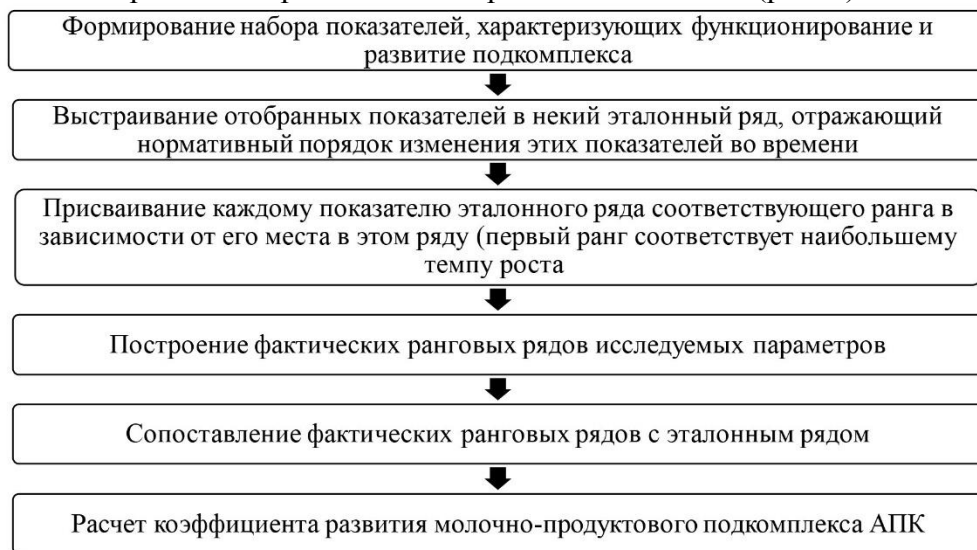 Формирование набора показателей, характеризующих функционирование и
развитие подкомплекса
Выстраивание отобранных показателей в некий эталонный ряд, отражающий
нормативный порядок изменения этих показателей во времени
Присваивание каждому показателю эталонного ряда соответствующего ранга в
зависимости от его места в этом ряду (первый ранг соответствует наибольшему
темпу роста
Построение фактических ранговых рядов исследуемых параметров
Сопоставление фактических ранговых рядов с эталонным рядом
Расчет коэффициента развития молочно-продуктового подкомплекса АПК